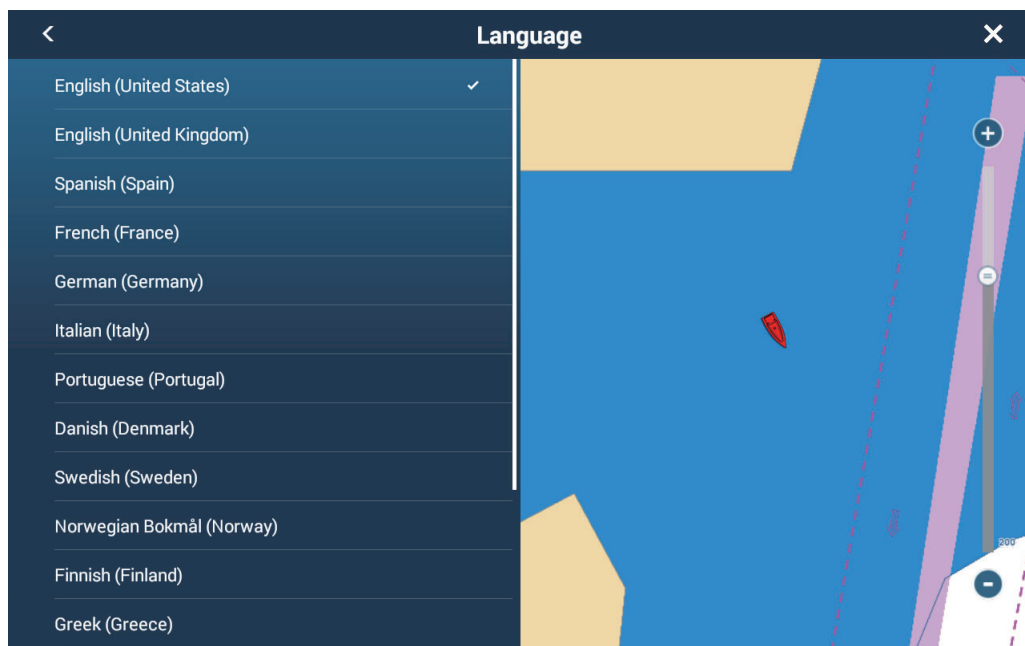 Language
English (United States)
English (United Kingdom)
Spanish (Spain)
French (France)
German (Germany)
Italian (Italy)
Portuguese (Portugal)
Danish (Denmark)
Swedish (Sweden)
Norwegian Bokmål (Norway)
Finnish (Finland)
Greek (Greece)
200